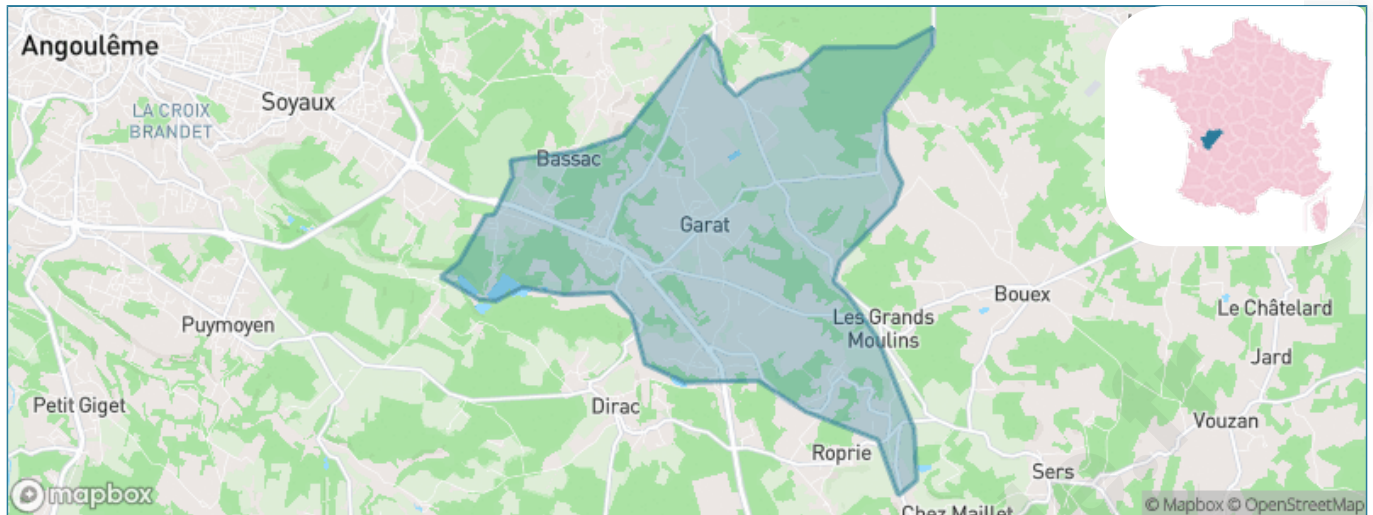 Angoulême
LA CROIX
BRANDET
Soyaux
Bassac
Garat
Puymoyen
Petit Giget
Dirac
Les Grands
Moulins
Bouex
Le Châtelard
Jard
Vouzan
Roprie
Sers
Chez Maillet
mapbox
© Mapbox © OpenStreetMap